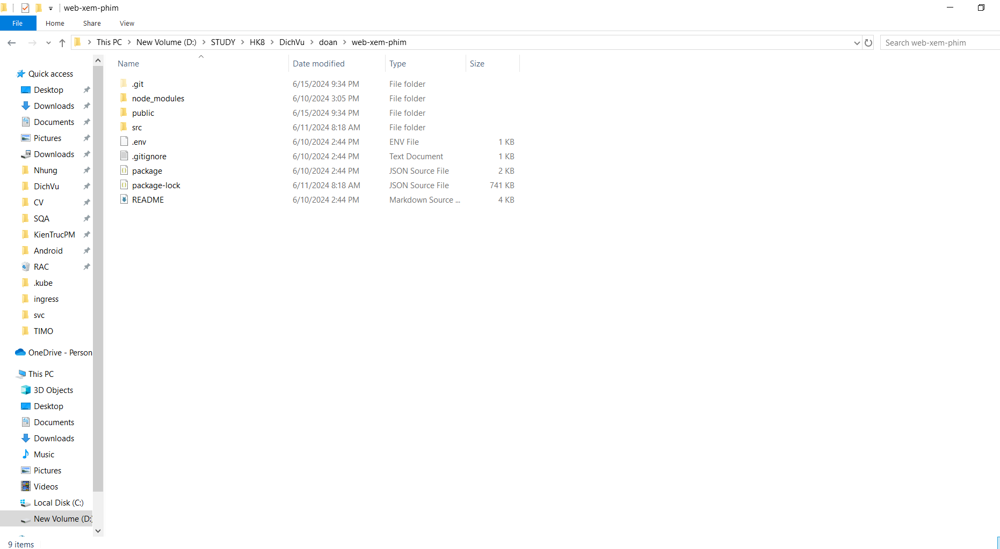 web-xem-phim
File Home Share View
This PC New Volume (D:) STUDY HK8 DichVu doan web-xem-phim Search web-xem-phim
Name Date modified Type Size
.git 6/15/2024 9:34 PM File folder
node_modules 6/10/2024 3:05 PM File folder
public 6/15/2024 9:34 PM File folder
src 6/11/2024 8:18 AM File folder
.env 6/10/2024 2:44 PM ENV File 1 KB
.gitignore 6/10/2024 2:44 PM Text Document 1 KB
package 6/10/2024 2:44 PM JSON Source File 2 KB
package-lock 6/11/2024 8:18 AM JSON Source File 741 KB
README 6/10/2024 2:44 PM Markdown Source ... 4 KB
Quick access
Desktop
Downloads
Documents
Pictures
Downloads
Nhung
DichVu
CV
SQA
KienTrucPM
Android
RAC
.kube
ingress
svc
TIMO
OneDrive - Person
This PC
3D Objects
Desktop
Documents
Downloads
Music
Pictures
Videos
Local Disk (C:)
New Volume (D:)
9 items